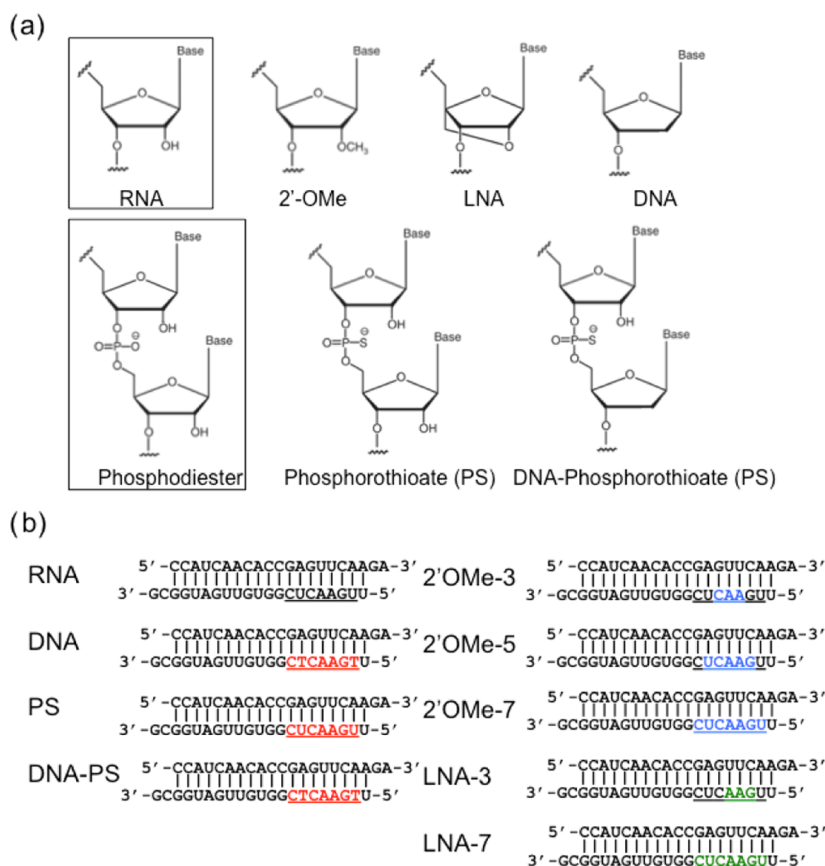 (a)
Base Base Base Base
O O O O
O OH O OCH₃ O O O
RNA 2'-OMe LNA DNA
Base Base Base
O O O
O OH O OH O OH
O=P–O⊖ Base O=P–S⊖ Base O=P–S⊖ Base
O O O
O O O
O OH O OH O
Phosphodiester Phosphorothioate (PS) DNA-Phosphorothioate (PS)
(b)
RNA
5′-CCAUCAACACCGAGUUCAAGA-3′
3′-GCGGUAGUUGUGGCUCAAGUU-5′
2'OMe-3
5′-CCAUCAACACCGAGUUCAAGA-3′
3′-GCGGUAGUUGUGGCUCAAGUU-5′
DNA
5′-CCAUCAACACCGAGUUCAAGA-3′
3′-GCGGUAGUUGUGGCTCAAGTU-5′
2'OMe-5
5′-CCAUCAACACCGAGUUCAAGA-3′
3′-GCGGUAGUUGUGGCUCAAGUU-5′
PS
5′-CCAUCAACACCGAGUUCAAGA-3′
3′-GCGGUAGUUGUGGCUCAAGUU-5′
2'OMe-7
5′-CCAUCAACACCGAGUUCAAGA-3′
3′-GCGGUAGUUGUGGCUCAAGUU-5′
DNA-PS
5′-CCAUCAACACCGAGUUCAAGA-3′
3′-GCGGUAGUUGUGGCTCAAGTU-5′
LNA-3
5′-CCAUCAACACCGAGUUCAAGA-3′
3′-GCGGUAGUUGUGGCUCAAGUU-5′
LNA-7
5′-CCAUCAACACCGAGUUCAAGA-3′
3′-GCGGUAGUUGUGGCUCAAGUU-5′